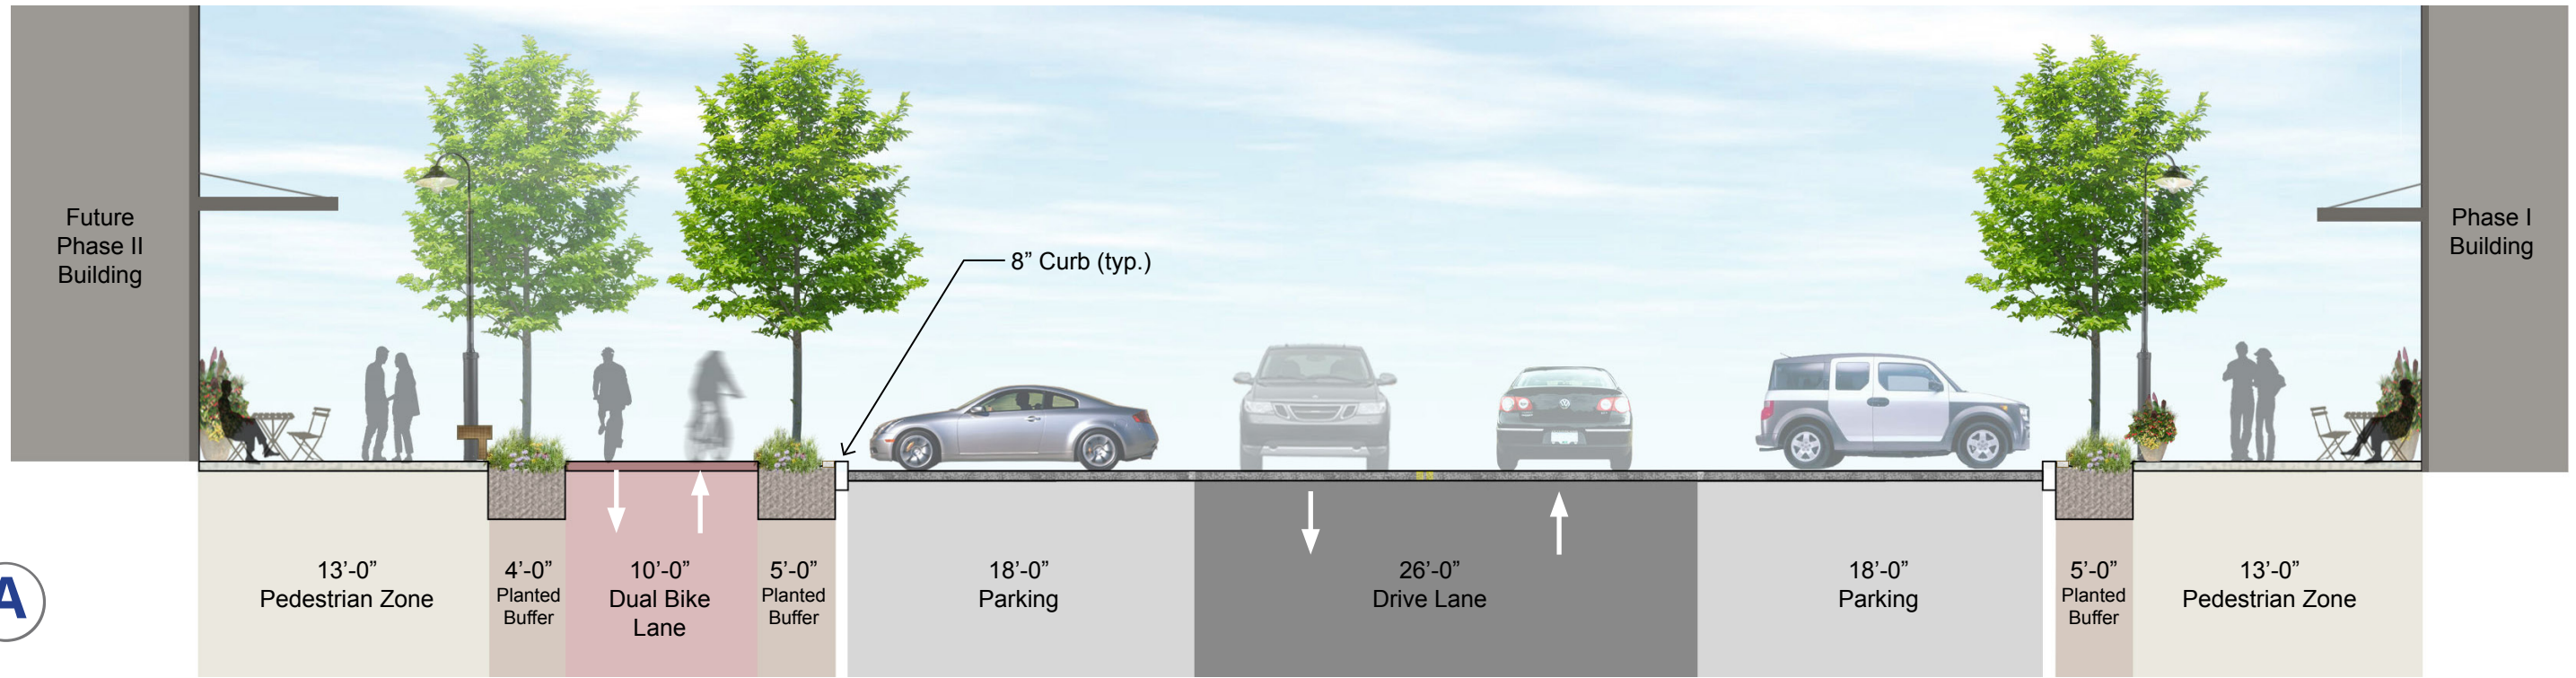 Future
Phase II
Building
8” Curb (typ.)
Phase I
Building
A
13’-0”
Pedestrian Zone
4’-0”
Planted
Buffer
10’-0”
Dual Bike
Lane
5’-0”
Planted
Buffer
18’-0”
Parking
26’-0”
Drive Lane
18’-0”
Parking
5’-0”
Planted
Buffer
13’-0”
Pedestrian Zone